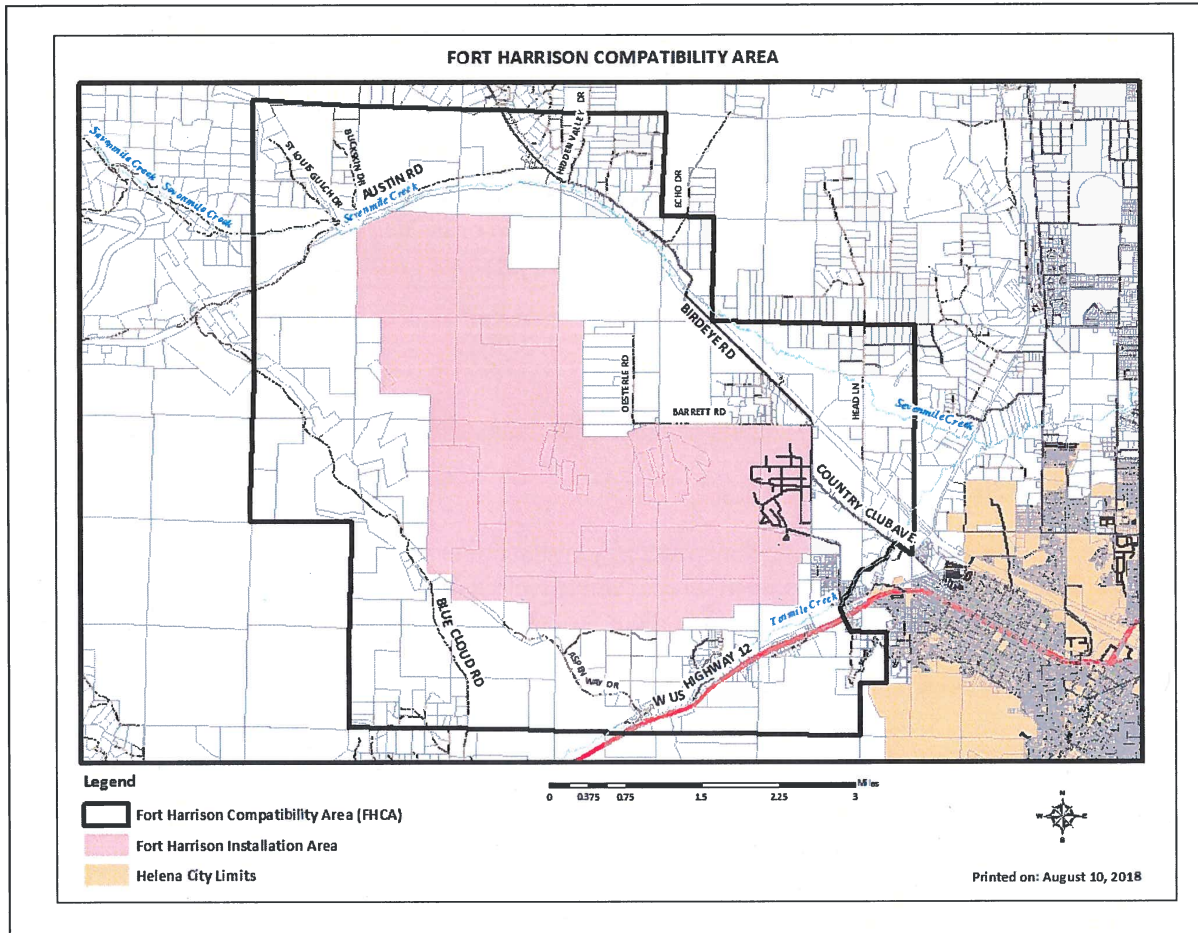 FORT HARRISON COMPATIBILITY AREA
Sevenmile Creek
Sevenmile Creek
ST LOUIS GULCH DR
BUCKSKIN DR
AUSTIN RD
Sevenmile Creek
HIDDEN VALLEY DR
ECHO DR
BIRDEYE RD
OESTERLE RD
BARRETT RD
HEAD LN
Sevenmile Creek
COUNTRY CLUB AVE.
BLUE CLOUD RD
ASPEN WAY DR
W US HIGHWAY 12
Tenmile Creek
Legend
Fort Harrison Compatibility Area (FHCA)
Fort Harrison Installation Area
Helena City Limits
Miles
0 0.375 0.75 1.5 2.25 3
N
W E
S
Printed on: August 10, 2018